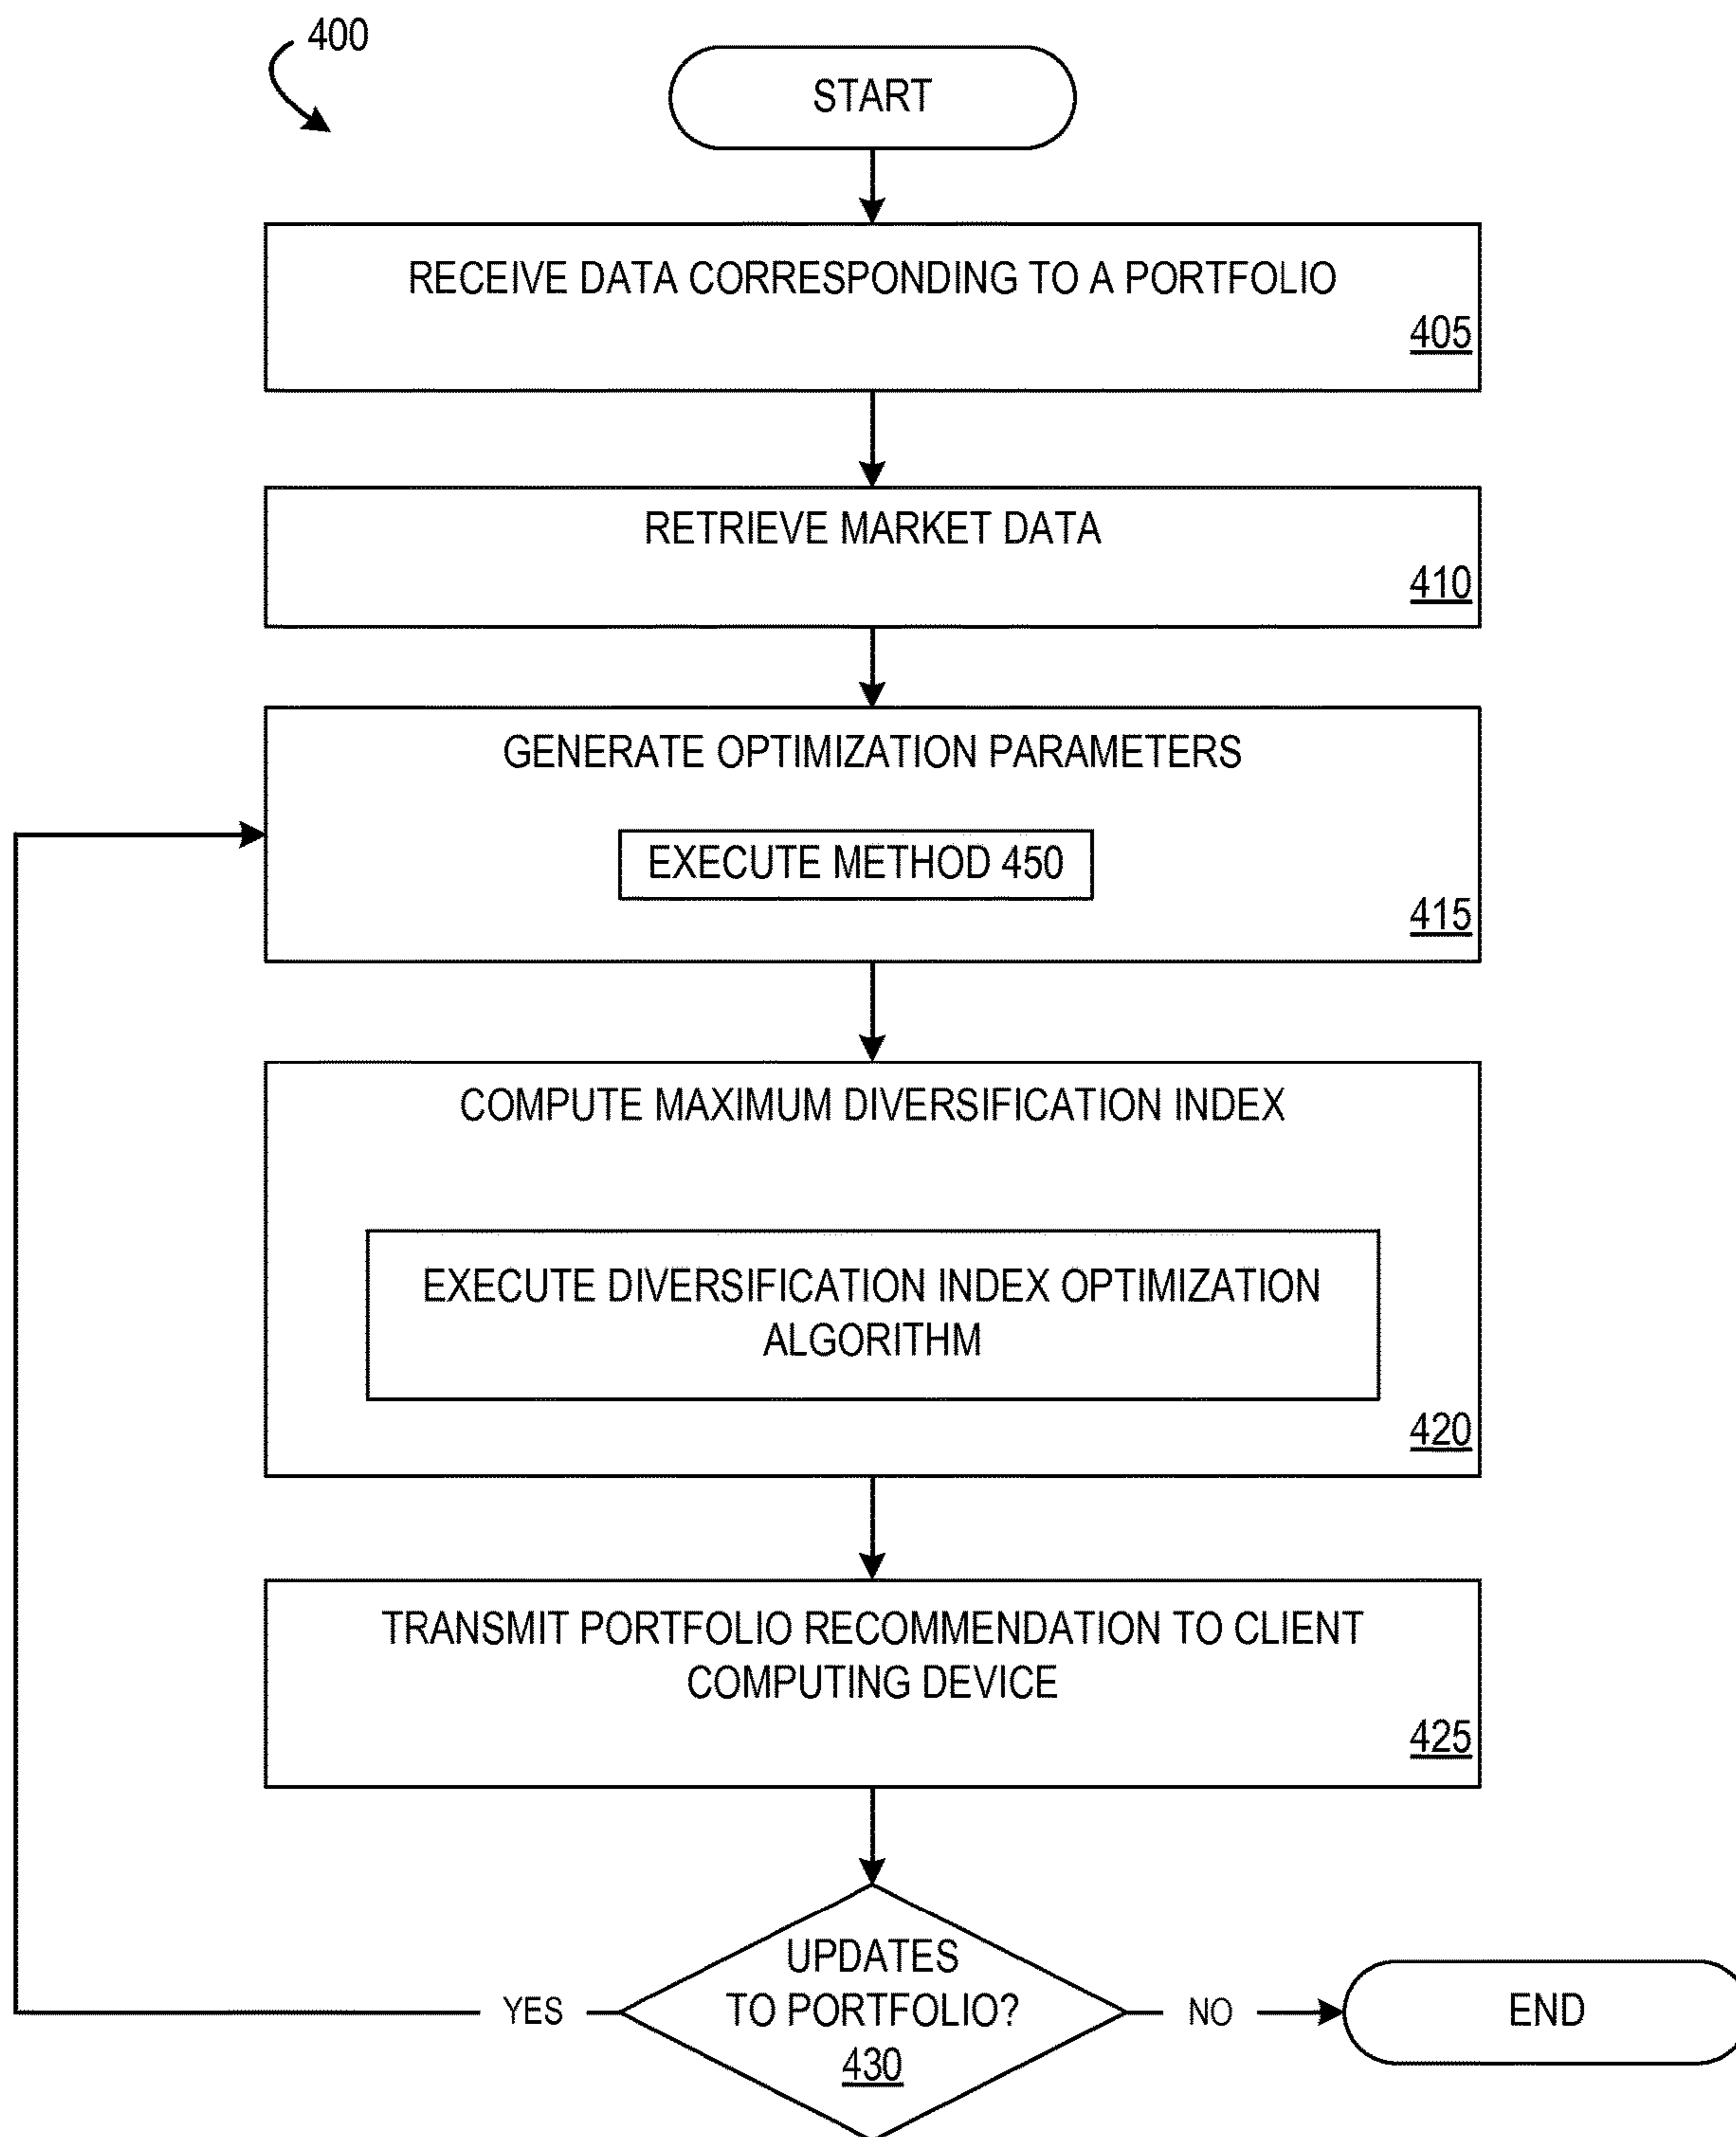 400
START
RECEIVE DATA CORRESPONDING TO A PORTFOLIO
405
RETRIEVE MARKET DATA
410
GENERATE OPTIMIZATION PARAMETERS
EXECUTE METHOD 450
415
COMPUTE MAXIMUM DIVERSIFICATION INDEX
EXECUTE DIVERSIFICATION INDEX OPTIMIZATION
ALGORITHM
420
TRANSMIT PORTFOLIO RECOMMENDATION TO CLIENT
COMPUTING DEVICE
425
UPDATES
TO PORTFOLIO?
430
YES
NO
END